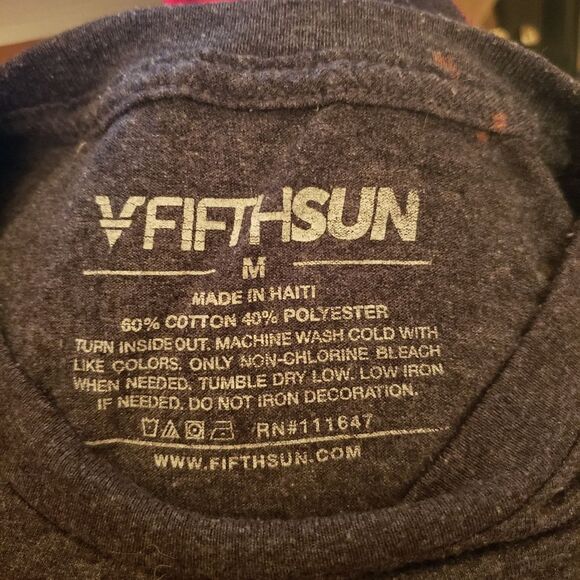 FIFTHSUN
M
MADE IN HAITI
60% COTTON 40% POLYESTER
TURN INSIDE OUT. MACHINE WASH COLD WITH
LIKE COLORS. ONLY NON-CHLORINE BLEACH
WHEN NEEDED. TUMBLE DRY LOW. LOW IRON
IF NEEDED. DO NOT IRON DECORATION.
RN#111647
WWW.FIFTHSUN.COM